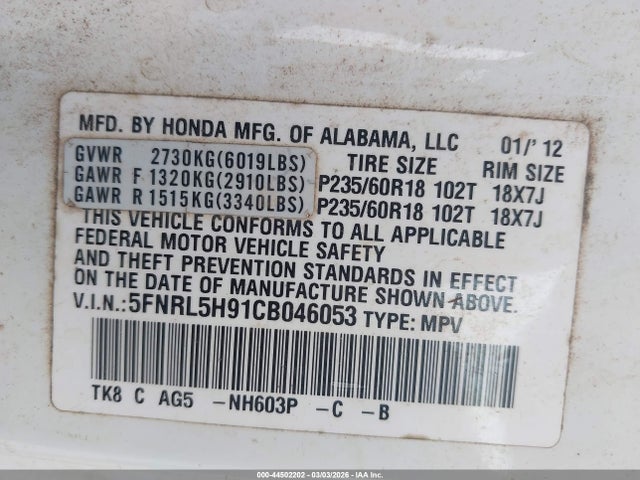 MFD. BY HONDA MFG. OF ALABAMA, LLC 01/'12
GVWR 2730KG(6019LBS) TIRE SIZE RIM SIZE
GAWR F 1320KG(2910LBS) P235/60R18 102T 18X7J
GAWR R 1515KG(3340LBS) P235/60R18 102T 18X7J
THIS VEHICLE CONFORMS TO ALL APPLICABLE
FEDERAL MOTOR VEHICLE SAFETY
AND THEFT PREVENTION STANDARDS IN EFFECT
ON THE DATE OF MANUFACTURE SHOWN ABOVE.
V.I.N.:5FNRL5H91CB046053 TYPE: MPV
TK8 C AG5 -NH603P -C -B
000-44502202 - 03/03/2026 - IAAI.com